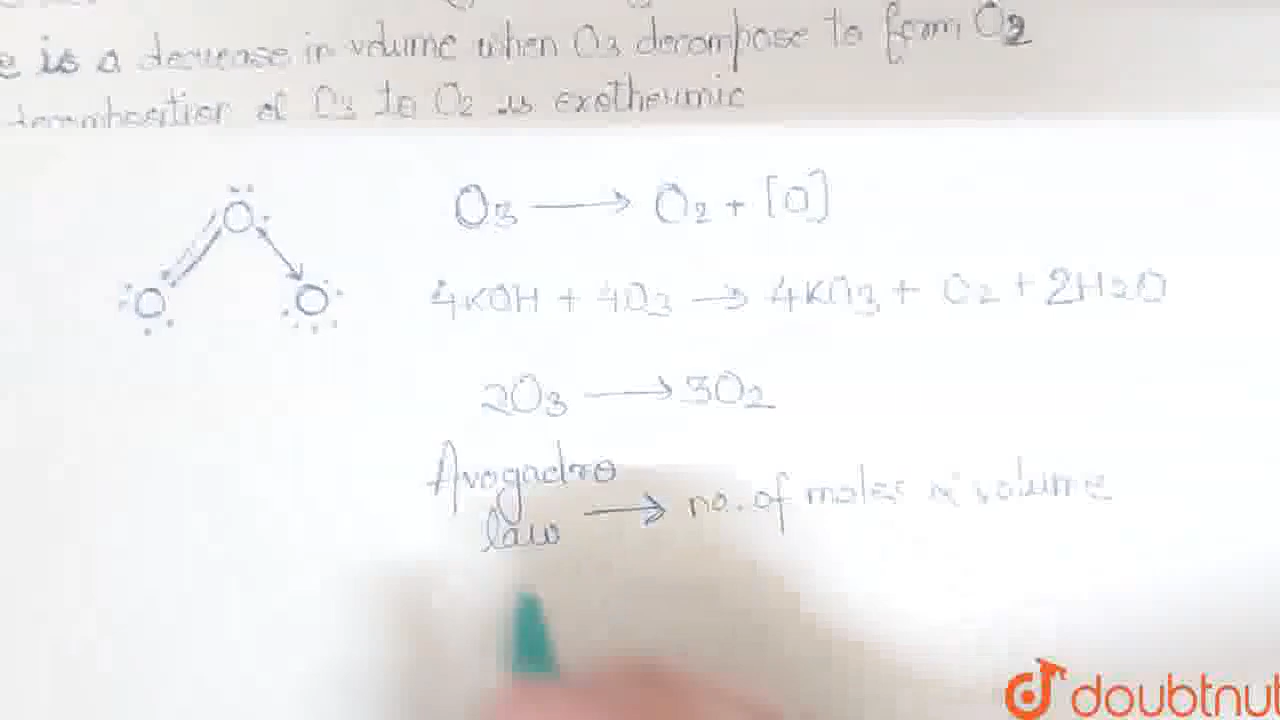 e is a decrease in volume when O3 decompose to form O2
decomposition of O3 to O2 is exothermic
O3 → O2 + [O]
O
O O
4KOH + 4O3 → 4KO3 + O2 + 2H2O
2O3 → 3O2
Avogadro
law → no. of moles ∝ volume
doubtnut